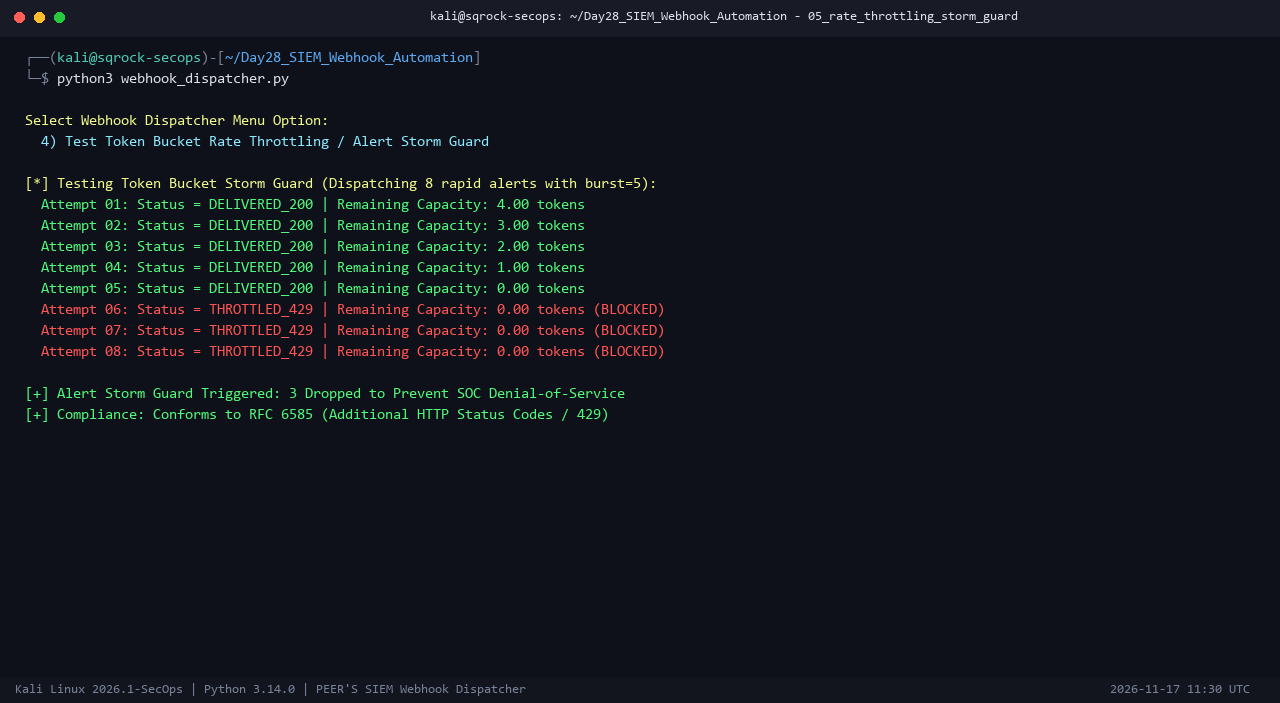 kali@sqrock-secops: ~/Day28_SIEM_Webhook_Automation - 05_rate_throttling_storm_guard
┌──(kali@sqrock-secops)-[~/Day28_SIEM_Webhook_Automation]
└─$ python3 webhook_dispatcher.py
Select Webhook Dispatcher Menu Option:
4) Test Token Bucket Rate Throttling / Alert Storm Guard
[*] Testing Token Bucket Storm Guard (Dispatching 8 rapid alerts with burst=5):
Attempt 01: Status = DELIVERED_200 | Remaining Capacity: 4.00 tokens
Attempt 02: Status = DELIVERED_200 | Remaining Capacity: 3.00 tokens
Attempt 03: Status = DELIVERED_200 | Remaining Capacity: 2.00 tokens
Attempt 04: Status = DELIVERED_200 | Remaining Capacity: 1.00 tokens
Attempt 05: Status = DELIVERED_200 | Remaining Capacity: 0.00 tokens
Attempt 06: Status = THROTTLED_429 | Remaining Capacity: 0.00 tokens (BLOCKED)
Attempt 07: Status = THROTTLED_429 | Remaining Capacity: 0.00 tokens (BLOCKED)
Attempt 08: Status = THROTTLED_429 | Remaining Capacity: 0.00 tokens (BLOCKED)
[+] Alert Storm Guard Triggered: 3 Dropped to Prevent SOC Denial-of-Service
[+] Compliance: Conforms to RFC 6585 (Additional HTTP Status Codes / 429)
Kali Linux 2026.1-SecOps | Python 3.14.0 | PEER'S SIEM Webhook Dispatcher
2026-11-17 11:30 UTC